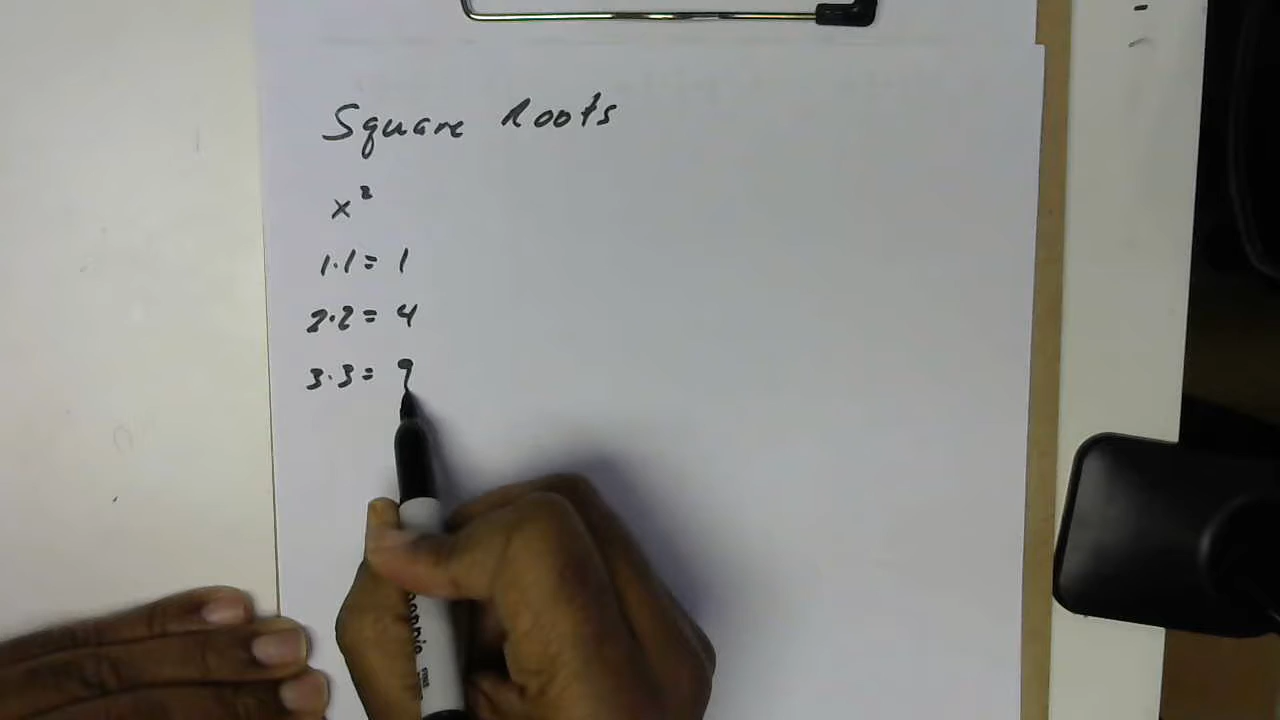 Square Roots
x²
1·1 = 1
2·2 = 4
3·3 = 9